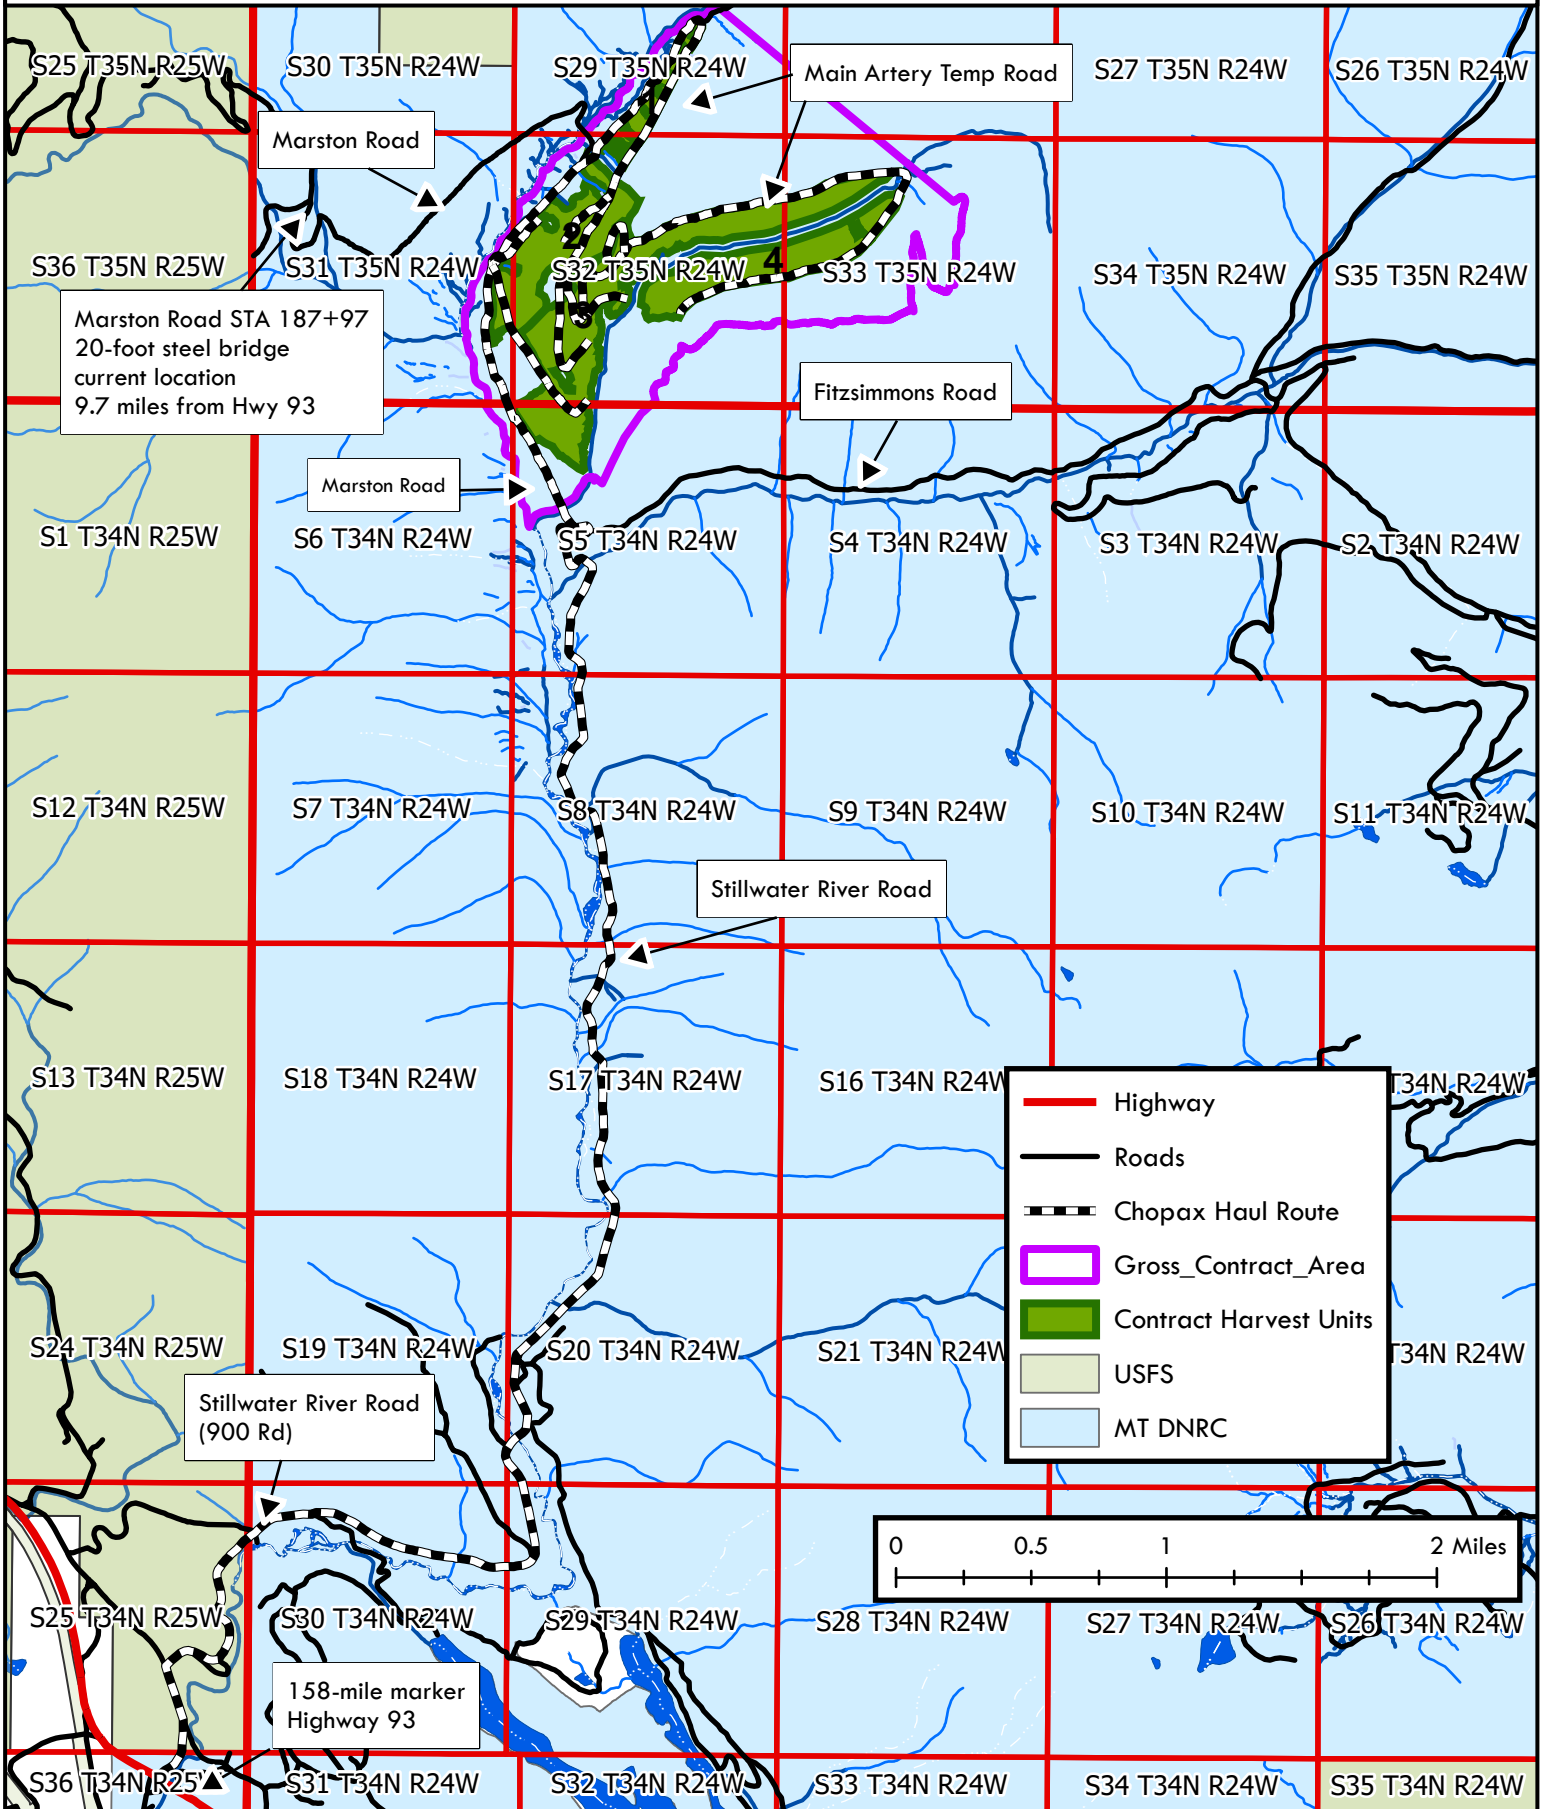 S25 T35N R25W
S30 T35N R24W
S29 T35N R24W
Main Artery Temp Road
S27 T35N R24W
S26 T35N R24W
Marston Road
S36 T35N R25W
S31 T35N R24W
2
S32 T35N R24W
4
S33 T35N R24W
S34 T35N R24W
S35 T35N R24W
3
Marston Road STA 187+97
20-foot steel bridge
current location
9.7 miles from Hwy 93
Fitzsimmons Road
Marston Road
S1 T34N R25W
S6 T34N R24W
S5 T34N R24W
S4 T34N R24W
S3 T34N R24W
S2 T34N R24W
S12 T34N R25W
S7 T34N R24W
S8 T34N R24W
S9 T34N R24W
S10 T34N R24W
S11 T34N R24W
Stillwater River Road
S13 T34N R25W
S18 T34N R24W
S17 T34N R24W
S16 T34N R24W
T34N R24W
Highway
Roads
Chopax Haul Route
Gross_Contract_Area
Contract Harvest Units
USFS
MT DNRC
S24 T34N R25W
S19 T34N R24W
S20 T34N R24W
S21 T34N R24W
T34N R24W
Stillwater River Road
(900 Rd)
0 0.5 1 2 Miles
S25 T34N R25W
S30 T34N R24W
S29 T34N R24W
S28 T34N R24W
S27 T34N R24W
S26 T34N R24W
158-mile marker
Highway 93
S36 T34N R25W
S31 T34N R24W
S32 T34N R24W
S33 T34N R24W
S34 T34N R24W
S35 T34N R24W